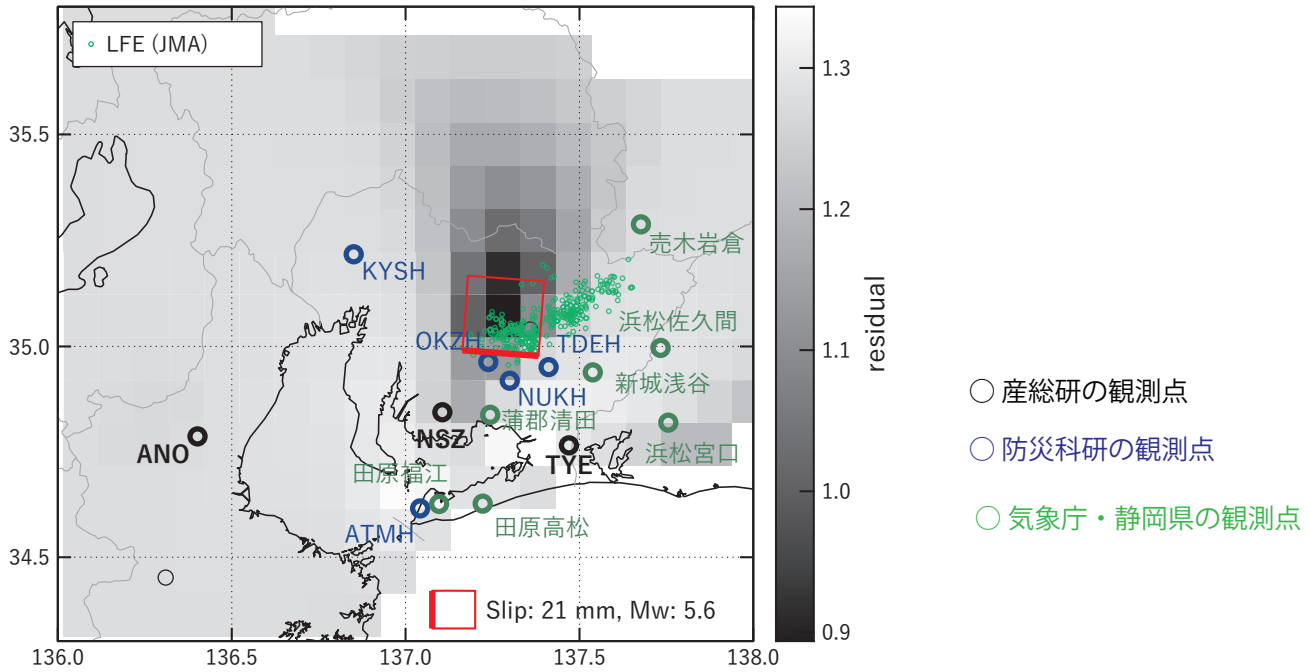 LFE (JMA)
35.5
35.0
34.5
136.0
136.5
137.0
137.5
138.0
売木岩倉
KYSH
浜松佐久間
OKZH
TDEH
新城浅谷
NUKH
蒲郡清田
NSZ
ANO
TYE
浜松宮口
田原福江
田原高松
ATMH
Slip: 21 mm, Mw: 5.6
1.3
1.2
1.1
1.0
0.9
residual
産総研の観測点
防災科研の観測点
気象庁・静岡県の観測点